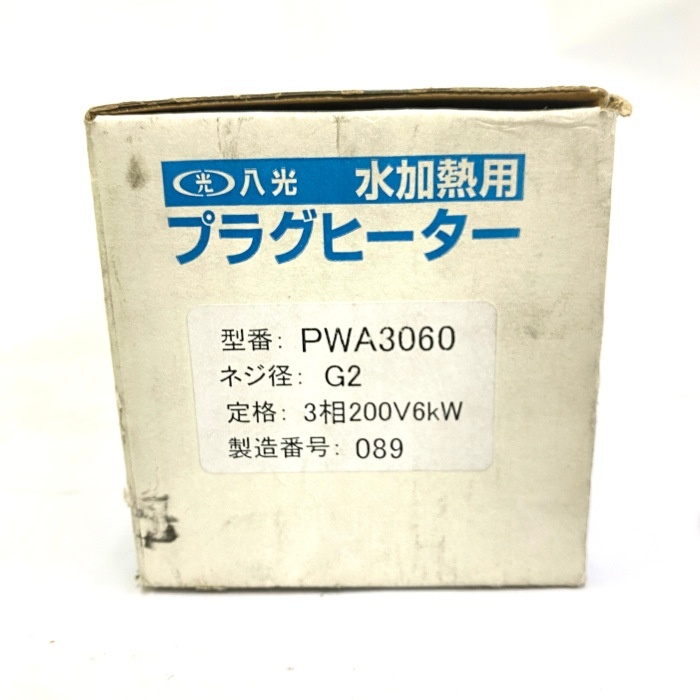 光 八光 水加熱用
プラグヒーター
型番: PWA3060
ネジ径: G2
定格: 3相200V6kW
製造番号: 089